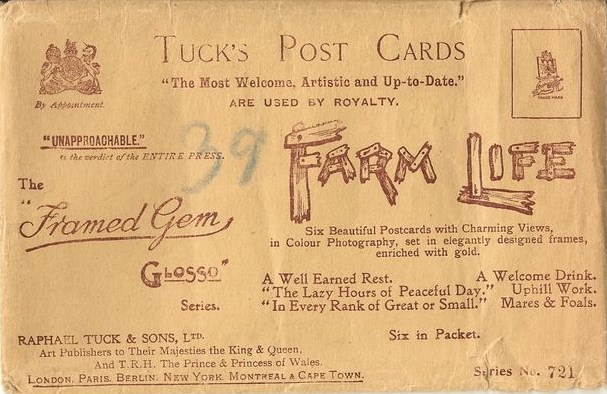 TUCK'S POST CARDS
"The Most Welcome, Artistic and Up-to-Date."
ARE USED BY ROYALTY.
By Appointment.
TRADE MARK
"UNAPPROACHABLE."
is the verdict of the ENTIRE PRESS.
39
FARM LIFE
The
"Framed Gem
Glosso"
Series.
Six Beautiful Postcards with Charming Views,
in Colour Photography, set in elegantly designed frames,
enriched with gold.
A Well Earned Rest. A Welcome Drink.
"The Lazy Hours of Peaceful Day." Uphill Work.
"In Every Rank of Great or Small." Mares & Foals.
Six in Packet.
RAPHAEL TUCK & SONS, LTD.
Art Publishers to Their Majesties the King & Queen,
And T.R.H. The Prince & Princess of Wales.
LONDON. PARIS. BERLIN. NEW YORK. MONTREAL & CAPE TOWN.
Series No. 721